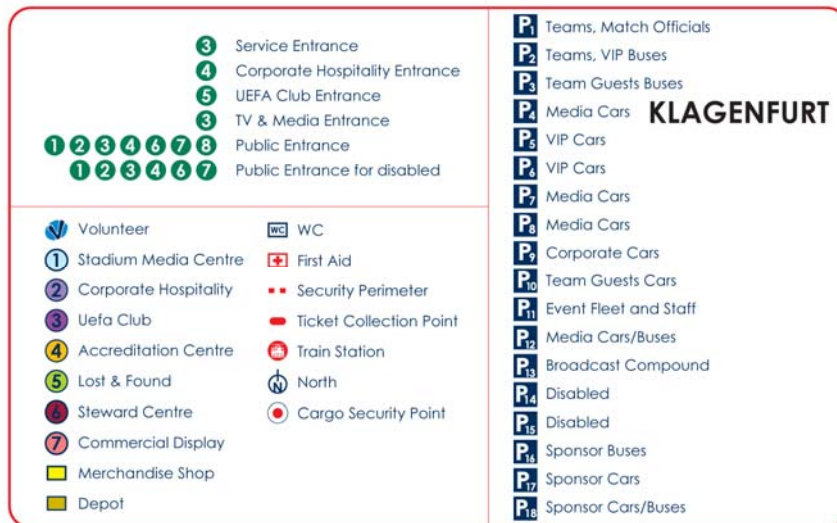 3 Service Entrance
4 Corporate Hospitality Entrance
5 UEFA Club Entrance
3 TV & Media Entrance
1 2 3 4 6 7 8 Public Entrance
1 2 3 4 6 7 Public Entrance for disabled
Volunteer
1 Stadium Media Centre
2 Corporate Hospitality
3 Uefa Club
4 Accreditation Centre
5 Lost & Found
6 Steward Centre
7 Commercial Display
Merchandise Shop
Depot
WC WC
First Aid
Security Perimeter
Ticket Collection Point
Train Station
N North
Cargo Security Point
P1 Teams, Match Officials
P2 Teams, VIP Buses
P3 Team Guests Buses
P4 Media Cars
KLAGENFURT
P5 VIP Cars
P6 VIP Cars
P7 Media Cars
P8 Media Cars
P9 Corporate Cars
P10 Team Guests Cars
P11 Event Fleet and Staff
P12 Media Cars/Buses
P13 Broadcast Compound
P14 Disabled
P15 Disabled
P16 Sponsor Buses
P17 Sponsor Cars
P18 Sponsor Cars/Buses